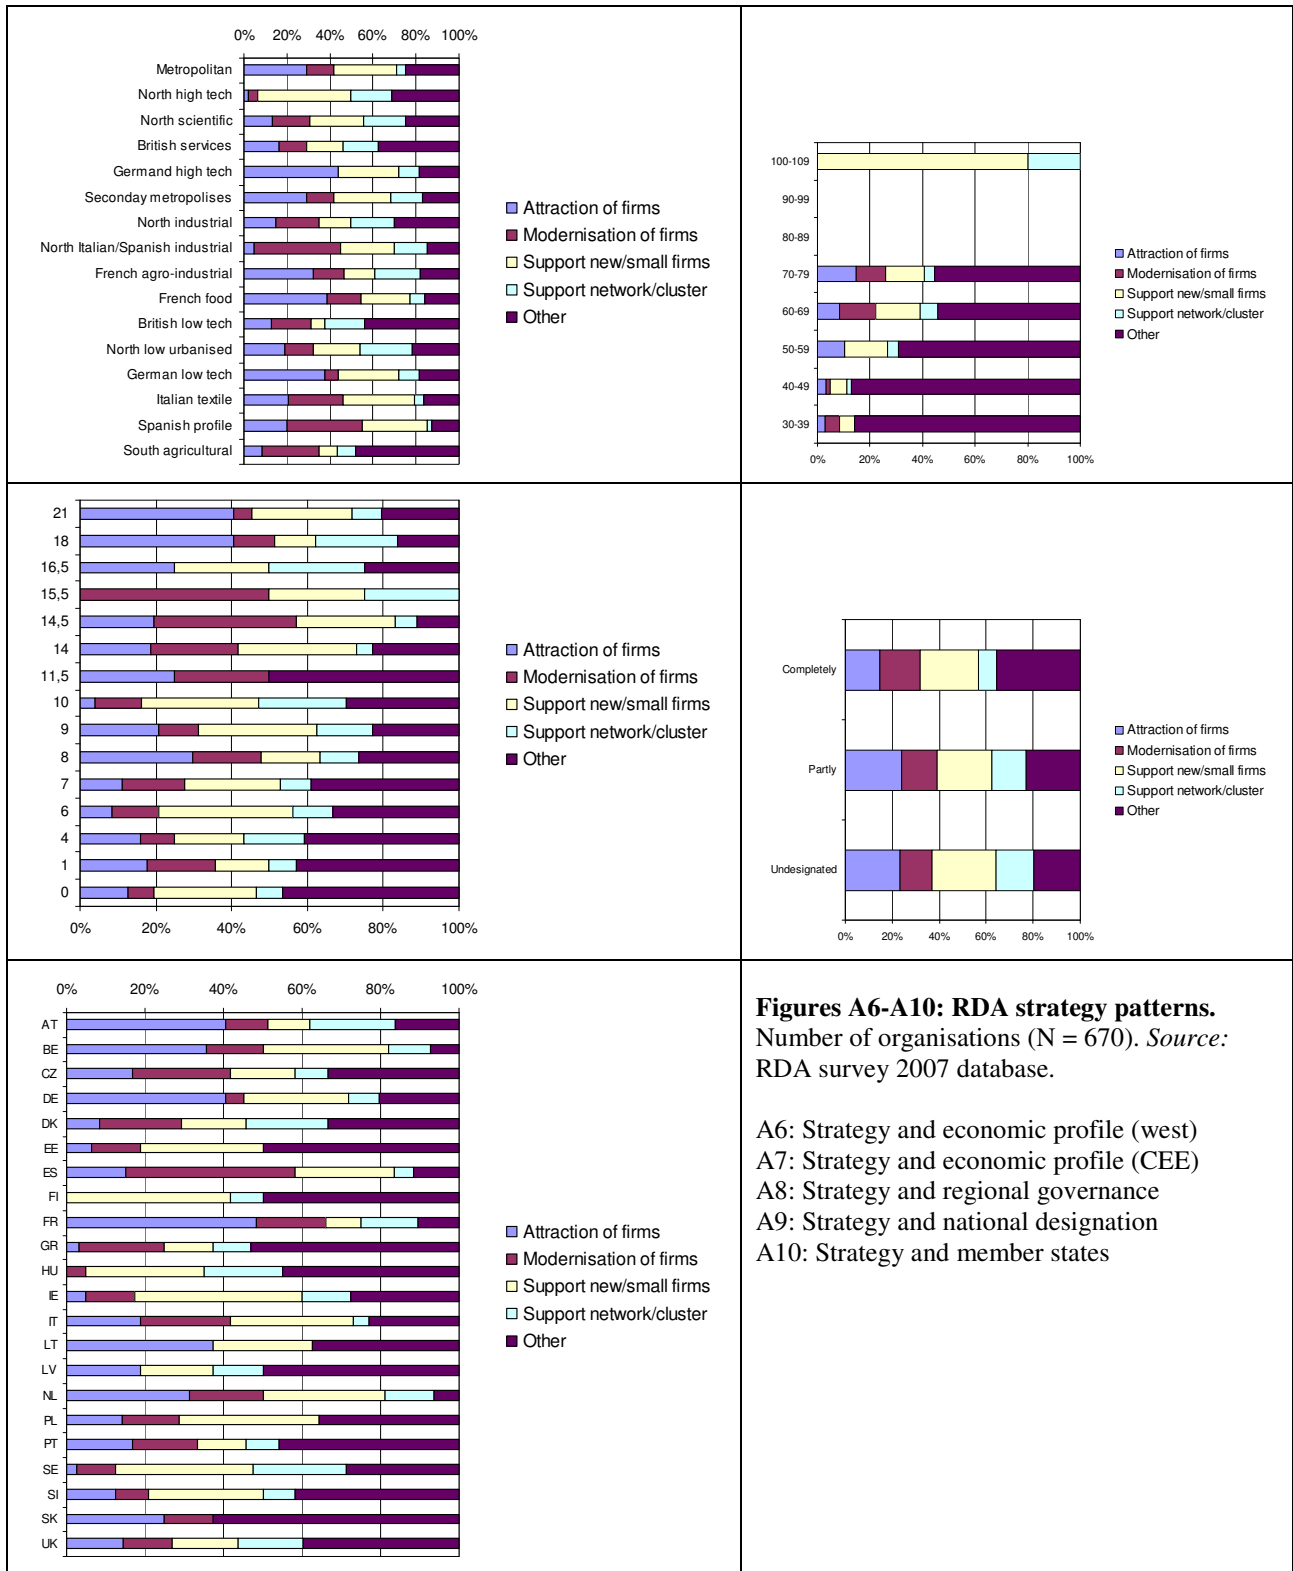 0% 20% 40% 60% 80% 100%
Metropolitan
North high tech
North scientific
British services
Germand high tech
Seconday metropolises
North industrial
North Italian/Spanish industrial
French agro-industrial
French food
British low tech
North low urbanised
German low tech
Italian textile
Spanish profile
South agricultural
Attraction of firms
Modernisation of firms
Support new/small firms
Support network/cluster
Other
100-109
90-99
80-89
70-79
60-69
50-59
40-49
30-39
0% 20% 40% 60% 80% 100%
Attraction of firms
Modernisation of firms
Support new/small firms
Support network/cluster
Other
21
18
16,5
15,5
14,5
14
11,5
10
9
8
7
6
4
1
0
0% 20% 40% 60% 80% 100%
Attraction of firms
Modernisation of firms
Support new/small firms
Support network/cluster
Other
Completely
Partly
Undesignated
0% 20% 40% 60% 80% 100%
Attraction of firms
Modernisation of firms
Support new/small firms
Support network/cluster
Other
0% 20% 40% 60% 80% 100%
AT
BE
CZ
DE
DK
EE
ES
FI
FR
GR
HU
IE
IT
LT
LV
NL
PL
PT
SE
SI
SK
UK
Attraction of firms
Modernisation of firms
Support new/small firms
Support network/cluster
Other
Figures A6-A10: RDA strategy patterns.
Number of organisations (N = 670). Source:
RDA survey 2007 database.
A6: Strategy and economic profile (west)
A7: Strategy and economic profile (CEE)
A8: Strategy and regional governance
A9: Strategy and national designation
A10: Strategy and member states